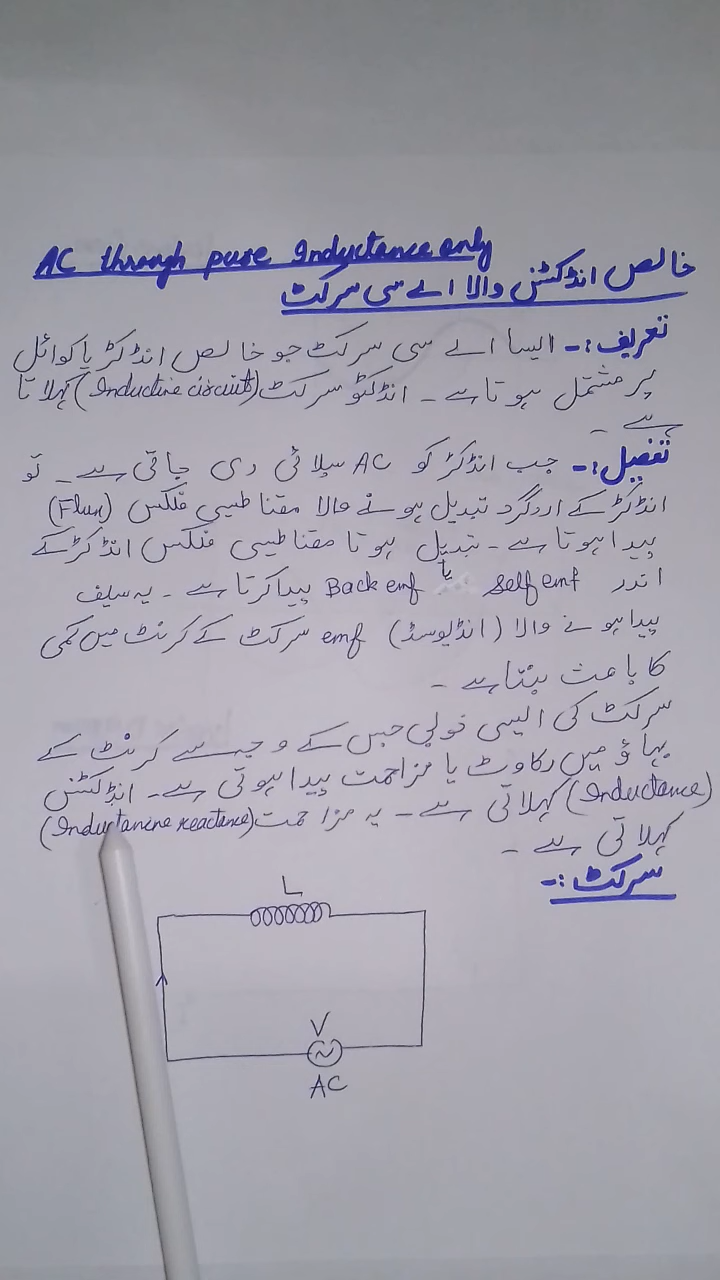 AC through pure Inductance only
خالص انڈکٹنس والا اے سی سرکٹ
تعریف:- ایسا اے سی سرکٹ جو خالص انڈکٹر یا کوائل
پر مشتمل ہوتا ہے ۔ انڈکٹو سرکٹ (Inductive circuit) کہلاتا
ہے ۔
تفصیل:- جب انڈکٹر کو AC سپلائی دی جاتی ہے ۔ تو
انڈکٹر کے اردگرد تبدیل ہونے والا مقناطیسی فلکس (Flux)
پیدا ہوتا ہے ۔ تبدیل ہوتا مقناطیسی فلکس انڈکٹر کے
اندر self emf یا Back emf پیدا کرتا ہے ۔ یہ سیلف
پیدا ہونے والا (انڈیوسڈ) emf سرکٹ کے کرنٹ میں کمی
کا باعث بنتا ہے ۔
سرکٹ کی ایسی خوبی جس کے وجہ سے کرنٹ کے
بہاؤ میں رکاوٹ یا مزاحمت پیدا ہوتی ہے ۔ انڈکٹنس
(Inductance) کہلاتی ہے ۔ یہ مزاحمت (Inductanine reactance)
کہلاتی ہے ۔
سرکٹ :-
L
V
AC